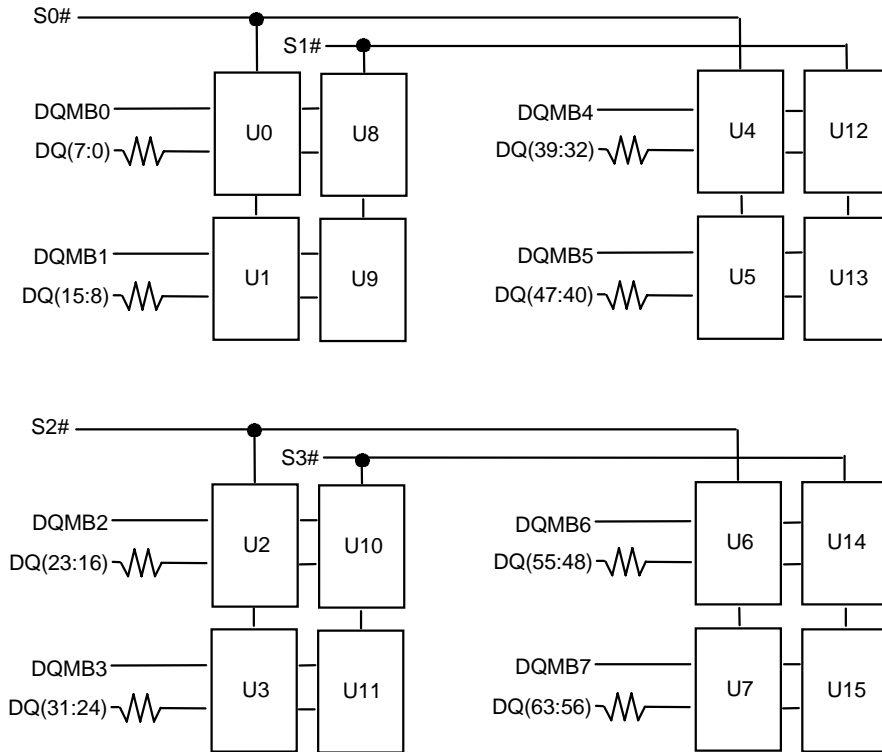 S0#
S1#
DQMB0
DQ(7:0)
U0
U8
DQMB4
DQ(39:32)
U4
U12
DQMB1
DQ(15:8)
U1
U9
DQMB5
DQ(47:40)
U5
U13
S2#
S3#
DQMB2
DQ(23:16)
U2
U10
DQMB6
DQ(55:48)
U6
U14
DQMB3
DQ(31:24)
U3
U11
DQMB7
DQ(63:56)
U7
U15